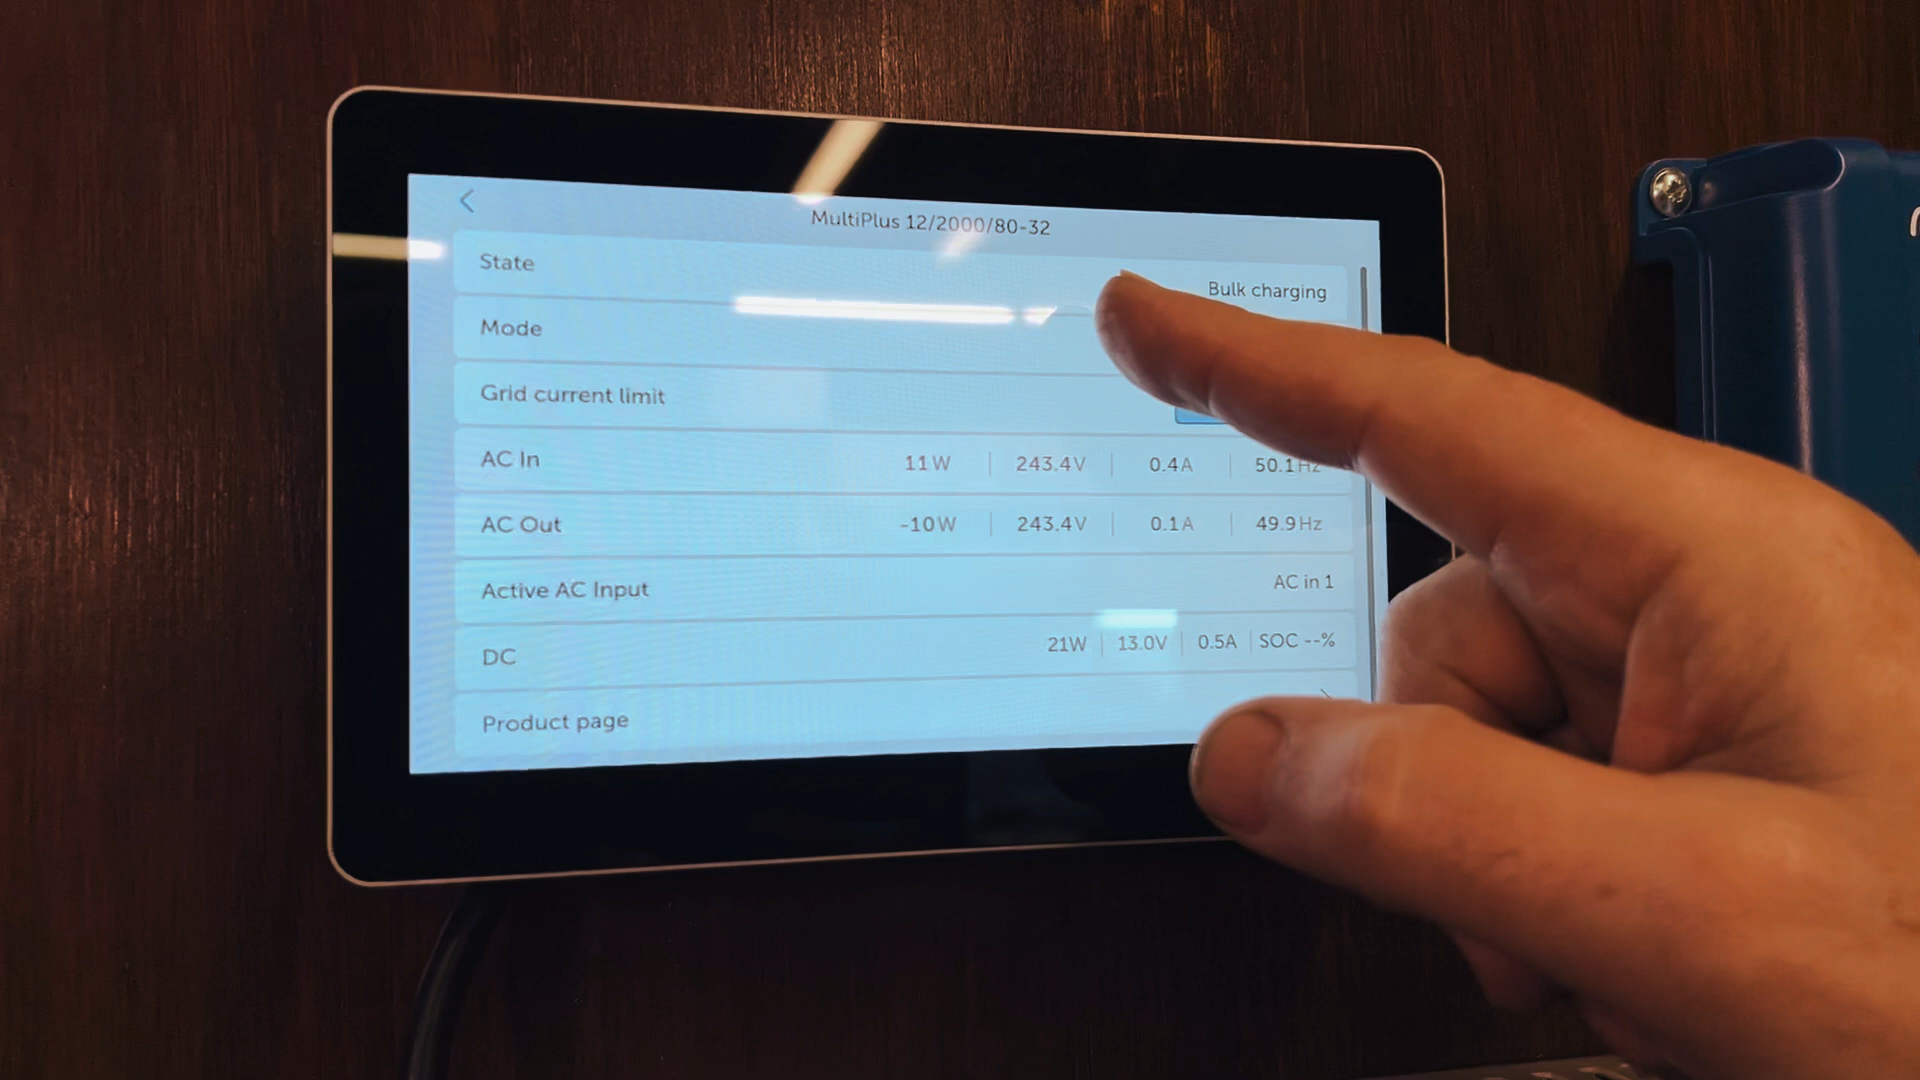 MultiPlus 12/2000/80-32
State Bulk charging
Mode
Grid current limit
AC In 11W 243.4V 0.4A 50.1Hz
AC Out -10W 243.4V 0.1A 49.9Hz
Active AC Input AC in 1
DC 21W 13.0V 0.5A SOC --%
Product page